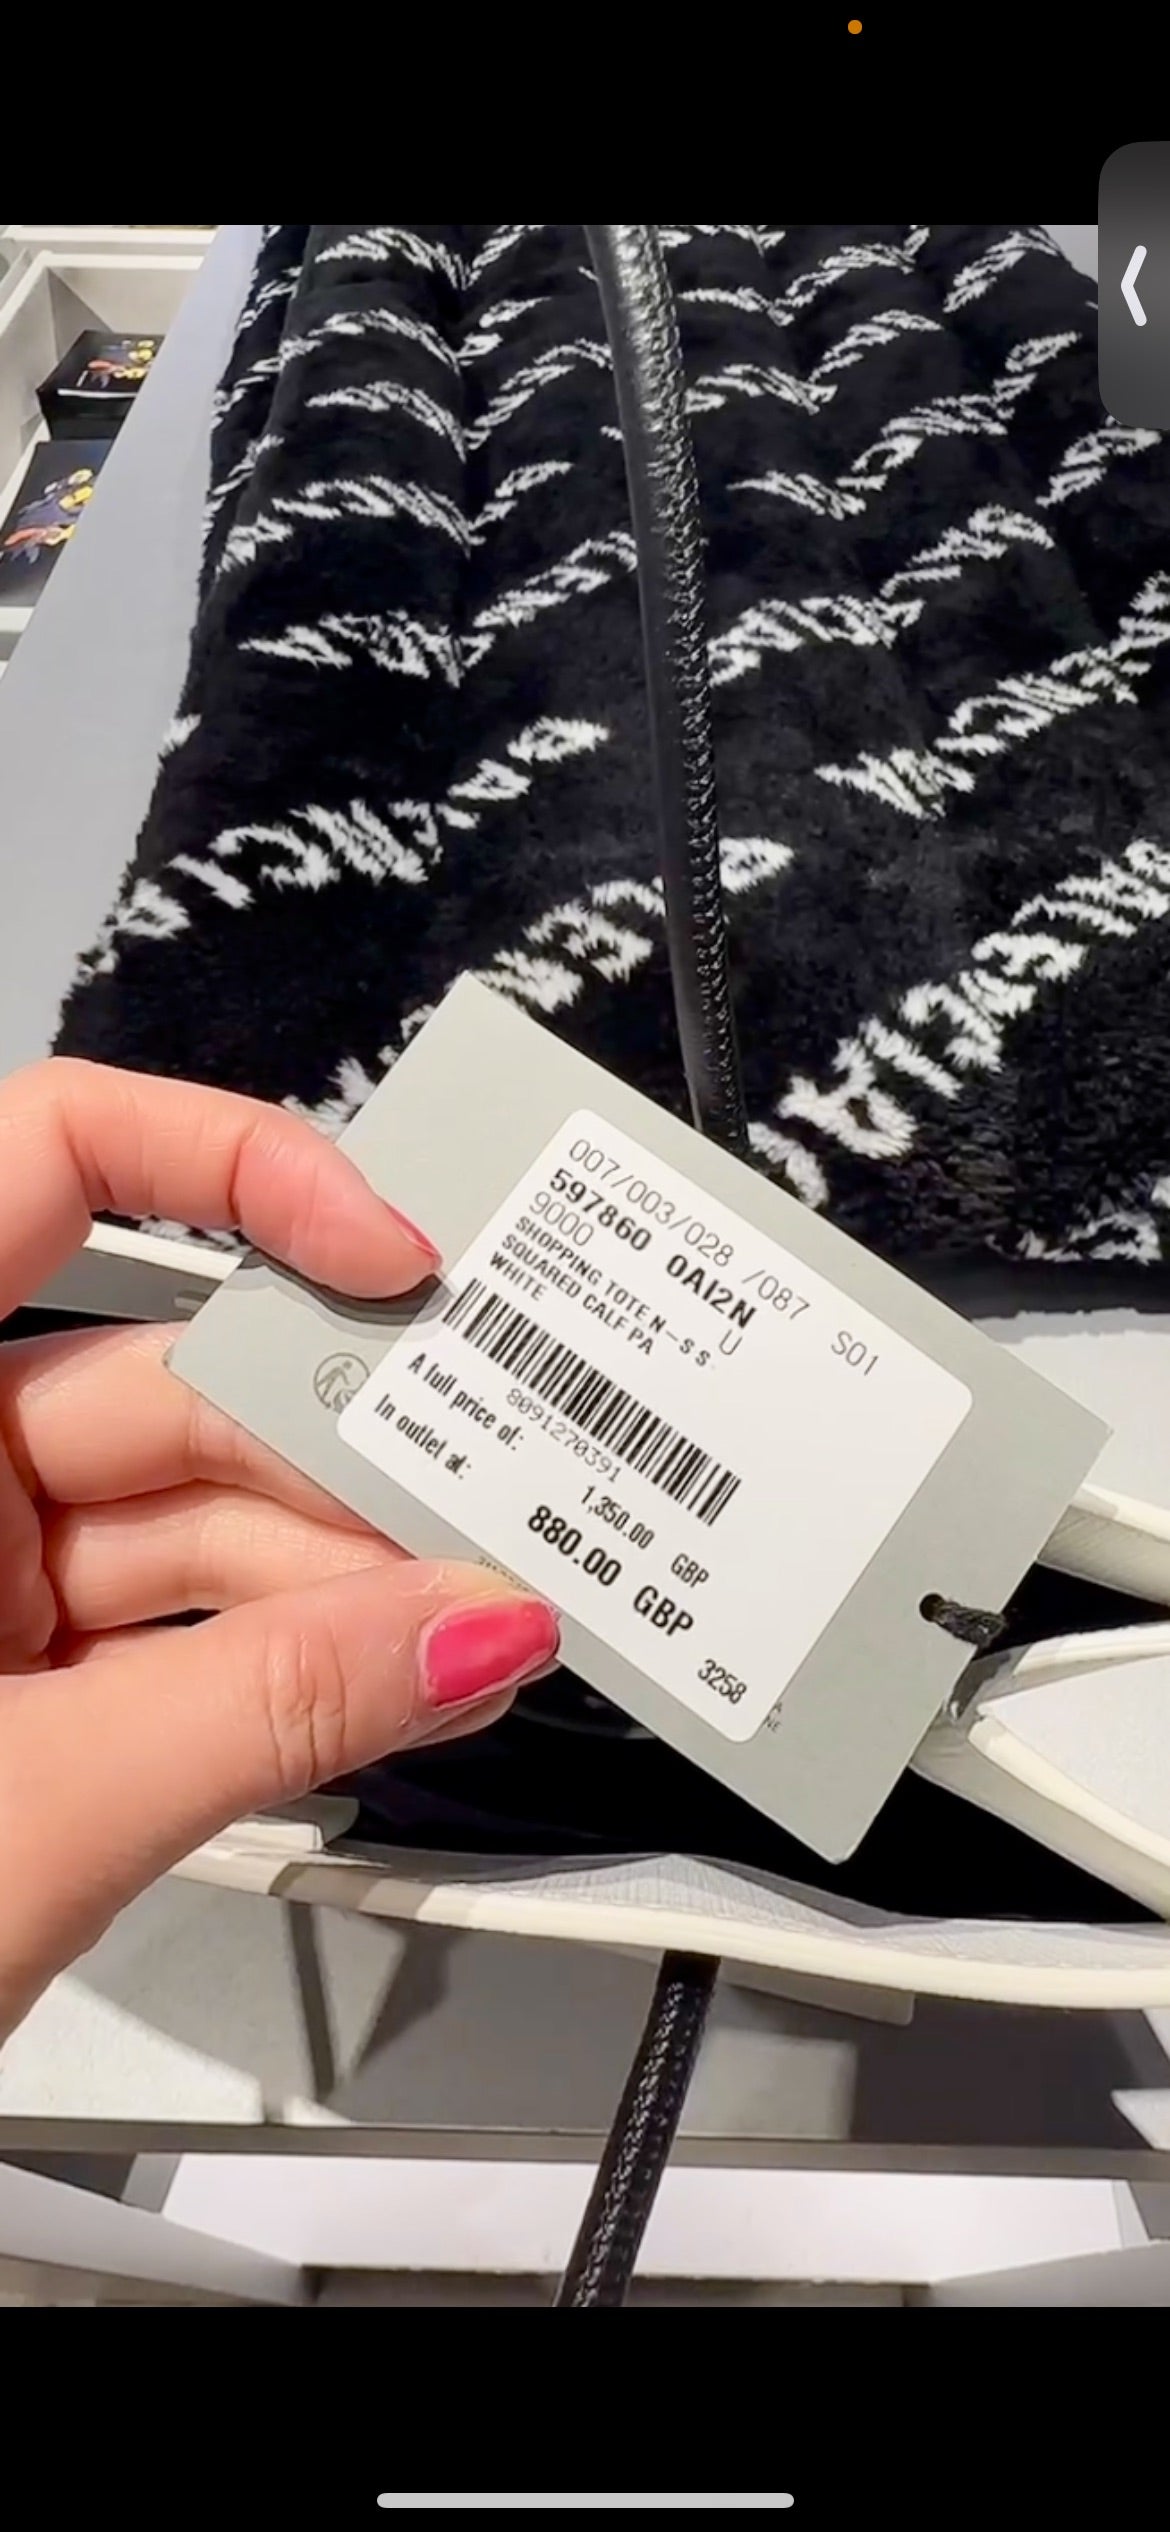 007/003/028 /087 S01
597860 0AI2N
9000 U
SHOPPING TOTE N-S S
SQUARED CALF PA
WHITE
8091270391
A full price of: 1,350.00 GBP
In outlet at: 880.00 GBP
3258